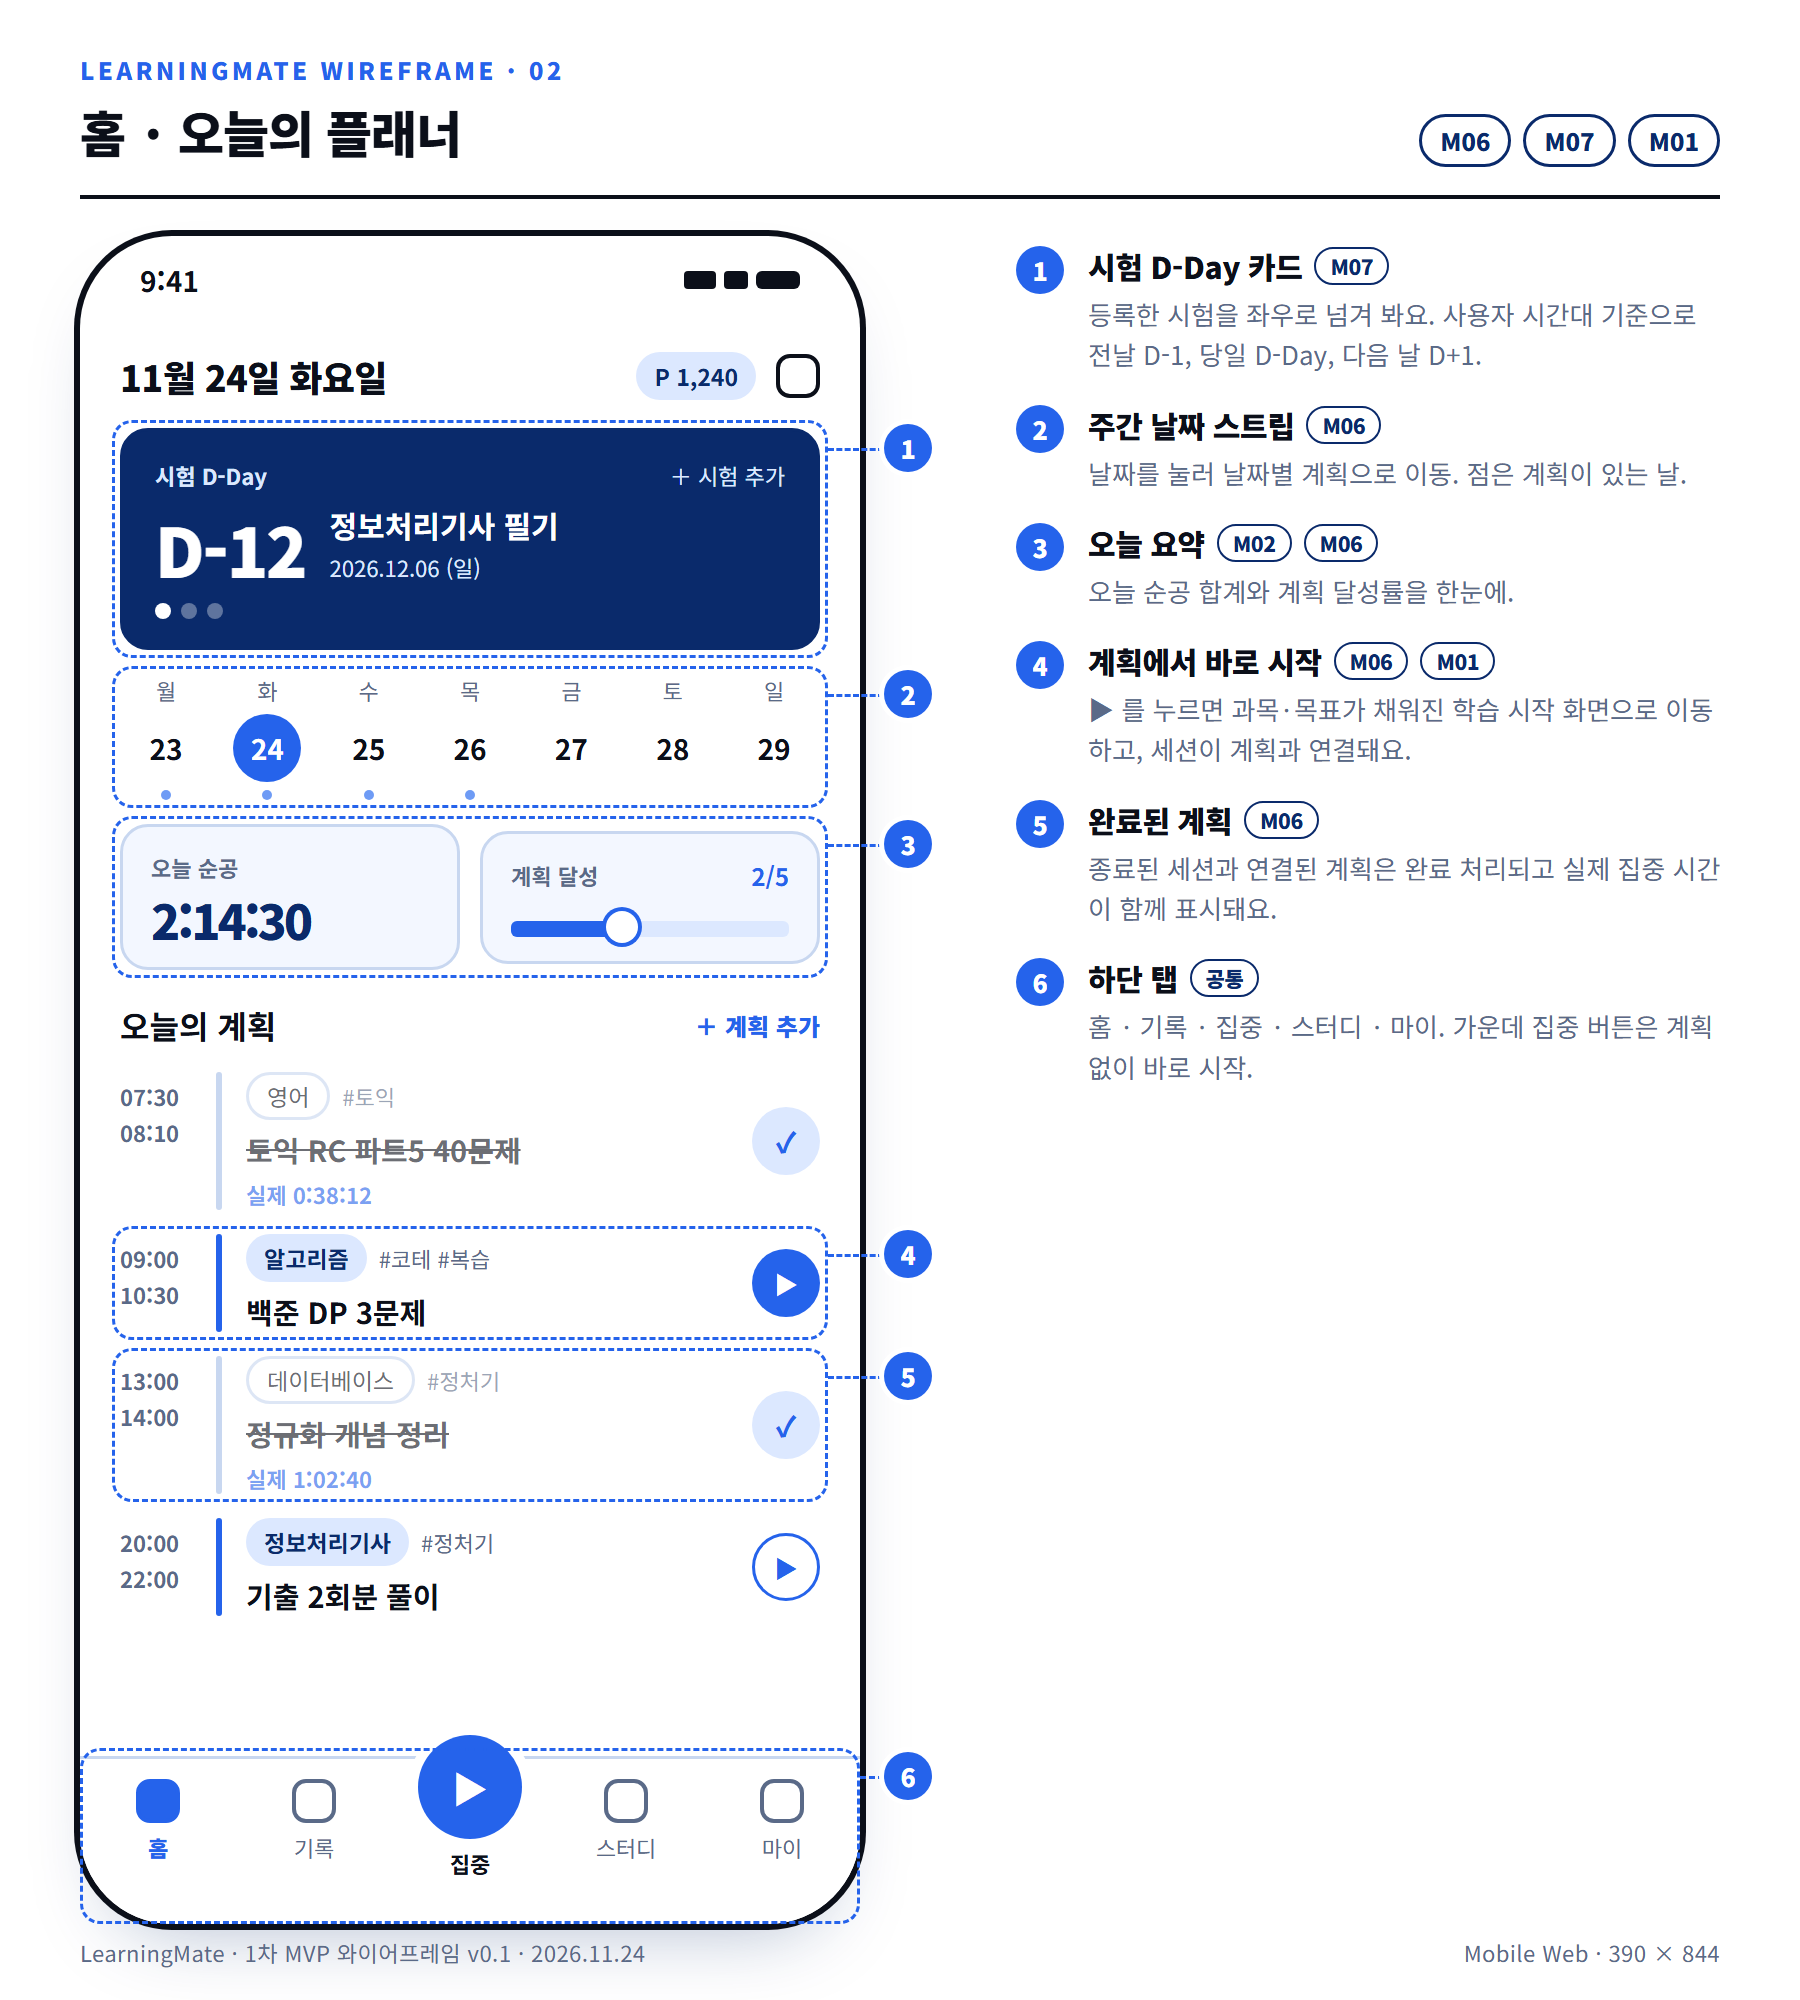 LEARNINGMATE WIREFRAME · 02
홈 · 오늘의 플래너
M06 M07 M01
9:41
11월 24일 화요일
P 1,240
시험 D-Day
＋ 시험 추가
D-12
정보처리기사 필기
2026.12.06 (일)
월 화 수 목 금 토 일
23 24 25 26 27 28 29
오늘 순공
2:14:30
계획 달성 2/5
오늘의 계획
＋ 계획 추가
07:30
08:10
영어 #토익
토익 RC 파트5 40문제
실제 0:38:12
✓
09:00
10:30
알고리즘 #코테 #복습
백준 DP 3문제
▶
13:00
14:00
데이터베이스 #정처기
정규화 개념 정리
실제 1:02:40
✓
20:00
22:00
정보처리기사 #정처기
기출 2회분 풀이
▶
▶
홈 기록 집중 스터디 마이
1
2
3
4
5
6
1 시험 D-Day 카드 M07
등록한 시험을 좌우로 넘겨 봐요. 사용자 시간대 기준으로
전날 D-1, 당일 D-Day, 다음 날 D+1.
2 주간 날짜 스트립 M06
날짜를 눌러 날짜별 계획으로 이동. 점은 계획이 있는 날.
3 오늘 요약 M02 M06
오늘 순공 합계와 계획 달성률을 한눈에.
4 계획에서 바로 시작 M06 M01
▶ 를 누르면 과목·목표가 채워진 학습 시작 화면으로 이동
하고, 세션이 계획과 연결돼요.
5 완료된 계획 M06
종료된 세션과 연결된 계획은 완료 처리되고 실제 집중 시간
이 함께 표시돼요.
6 하단 탭 공통
홈 · 기록 · 집중 · 스터디 · 마이. 가운데 집중 버튼은 계획
없이 바로 시작.
LearningMate · 1차 MVP 와이어프레임 v0.1 · 2026.11.24
Mobile Web · 390 × 844